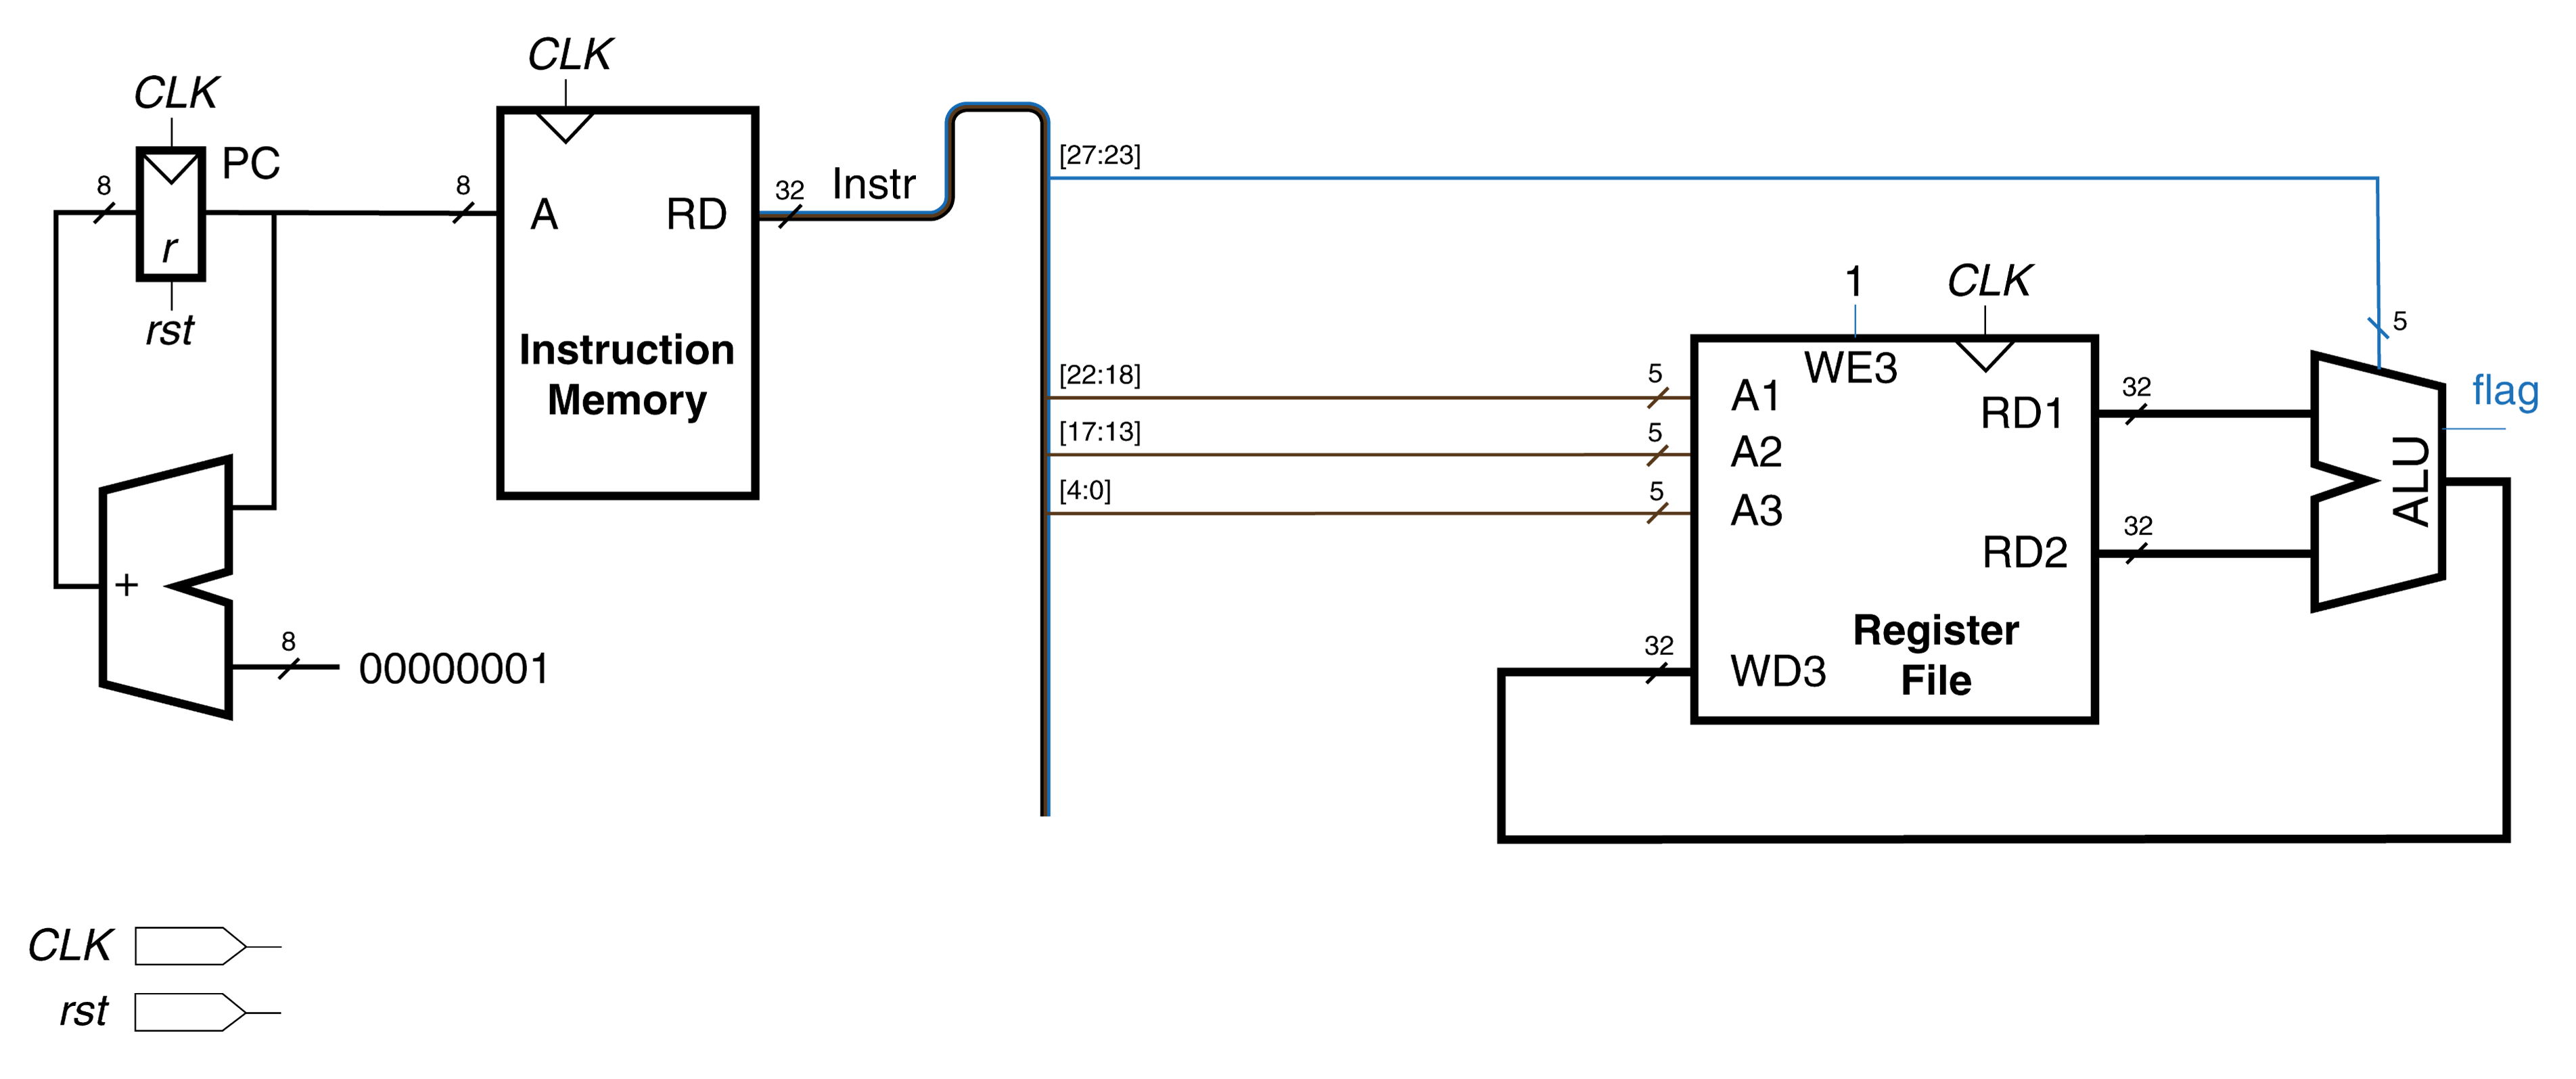 CLK
CLK
PC
8
r
rst
8
A
RD
Instruction
Memory
32
Instr
[27:23]
[22:18]
[17:13]
[4:0]
5
5
5
1
CLK
WE3
A1
A2
A3
RD1
RD2
Register
File
WD3
32
32
32
5
flag
ALU
+
8
00000001
CLK
rst